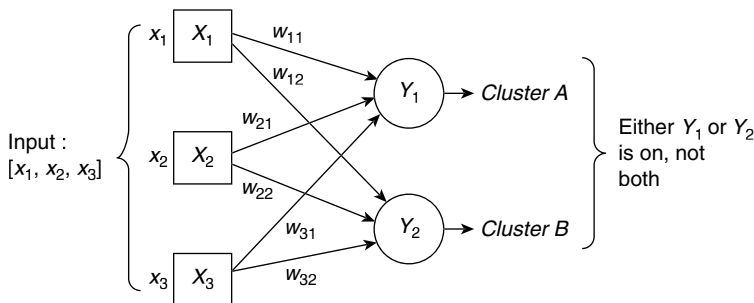 x₁ X₁ w₁₁
w₁₂
Y₁ Cluster A
w₂₁
Input :
[x₁, x₂, x₃]
x₂ X₂
w₂₂
Either Y₁ or Y₂
is on, not
both
w₃₁
Y₂ Cluster B
x₃ X₃
w₃₂